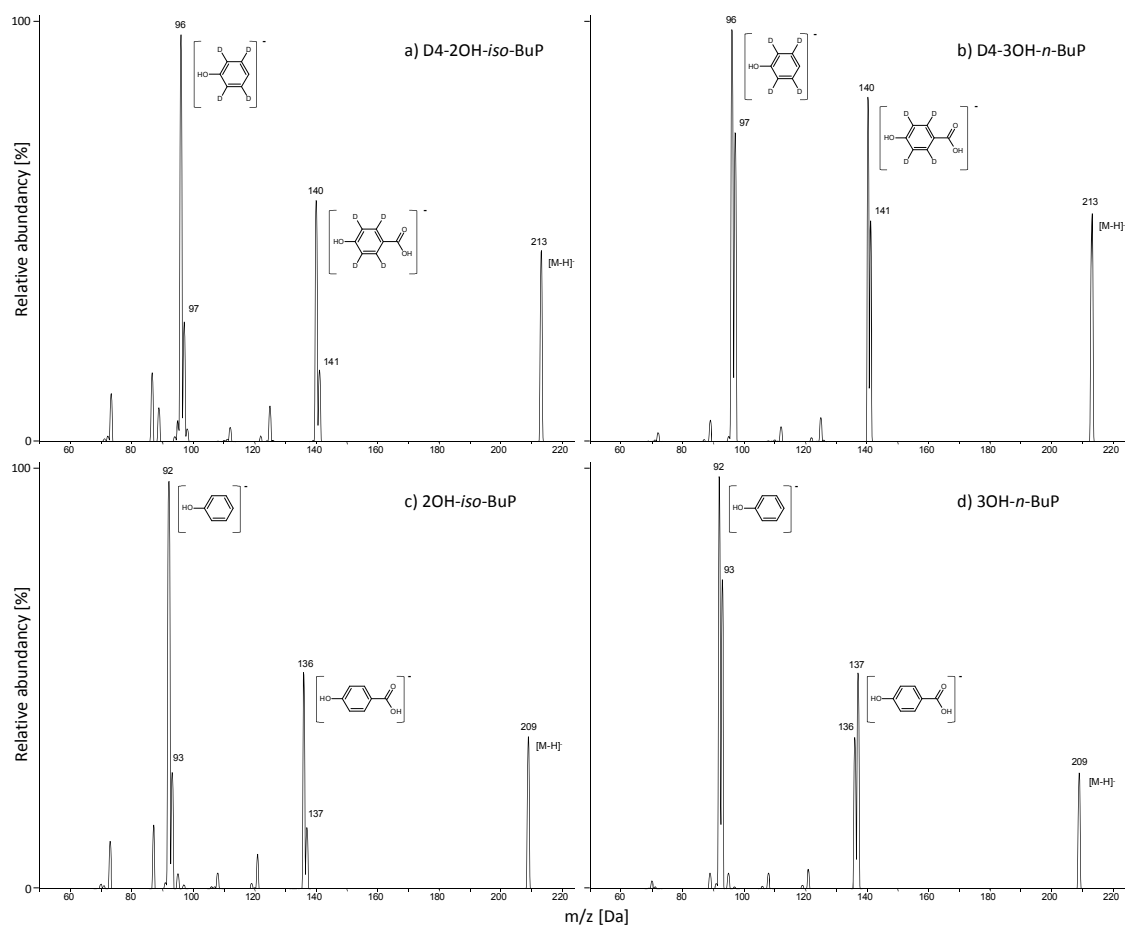 Relative abundancy [%]
100
0
a) D4-2OH-iso-BuP
96
97
140
141
213
[M-H]-
D D
HO
D D
-
D D
HO
O
OH
D D
-
60 80 100 120 140 160 180 200 220
b) D4-3OH-n-BuP
96
97
140
141
213
[M-H]-
D D
HO
D D
-
D D
HO
O
OH
D D
-
60 80 100 120 140 160 180 200 220
Relative abundancy [%]
100
0
c) 2OH-iso-BuP
92
93
136
137
209
[M-H]-
HO
-
HO
O
OH
-
60 80 100 120 140 160 180 200 220
d) 3OH-n-BuP
92
93
137
136
209
[M-H]-
HO
-
HO
O
OH
-
60 80 100 120 140 160 180 200 220
m/z [Da]